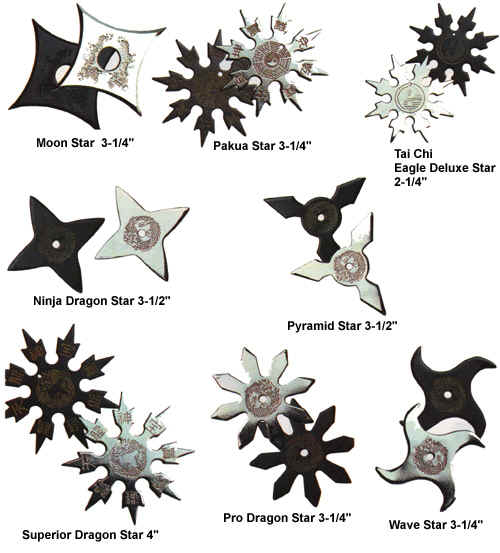 Moon Star 3-1/4"
Pakua Star 3-1/4"
Tai Chi
Eagle Deluxe Star
2-1/4"
Ninja Dragon Star 3-1/2"
Pyramid Star 3-1/2"
Superior Dragon Star 4"
Pro Dragon Star 3-1/4"
Wave Star 3-1/4"